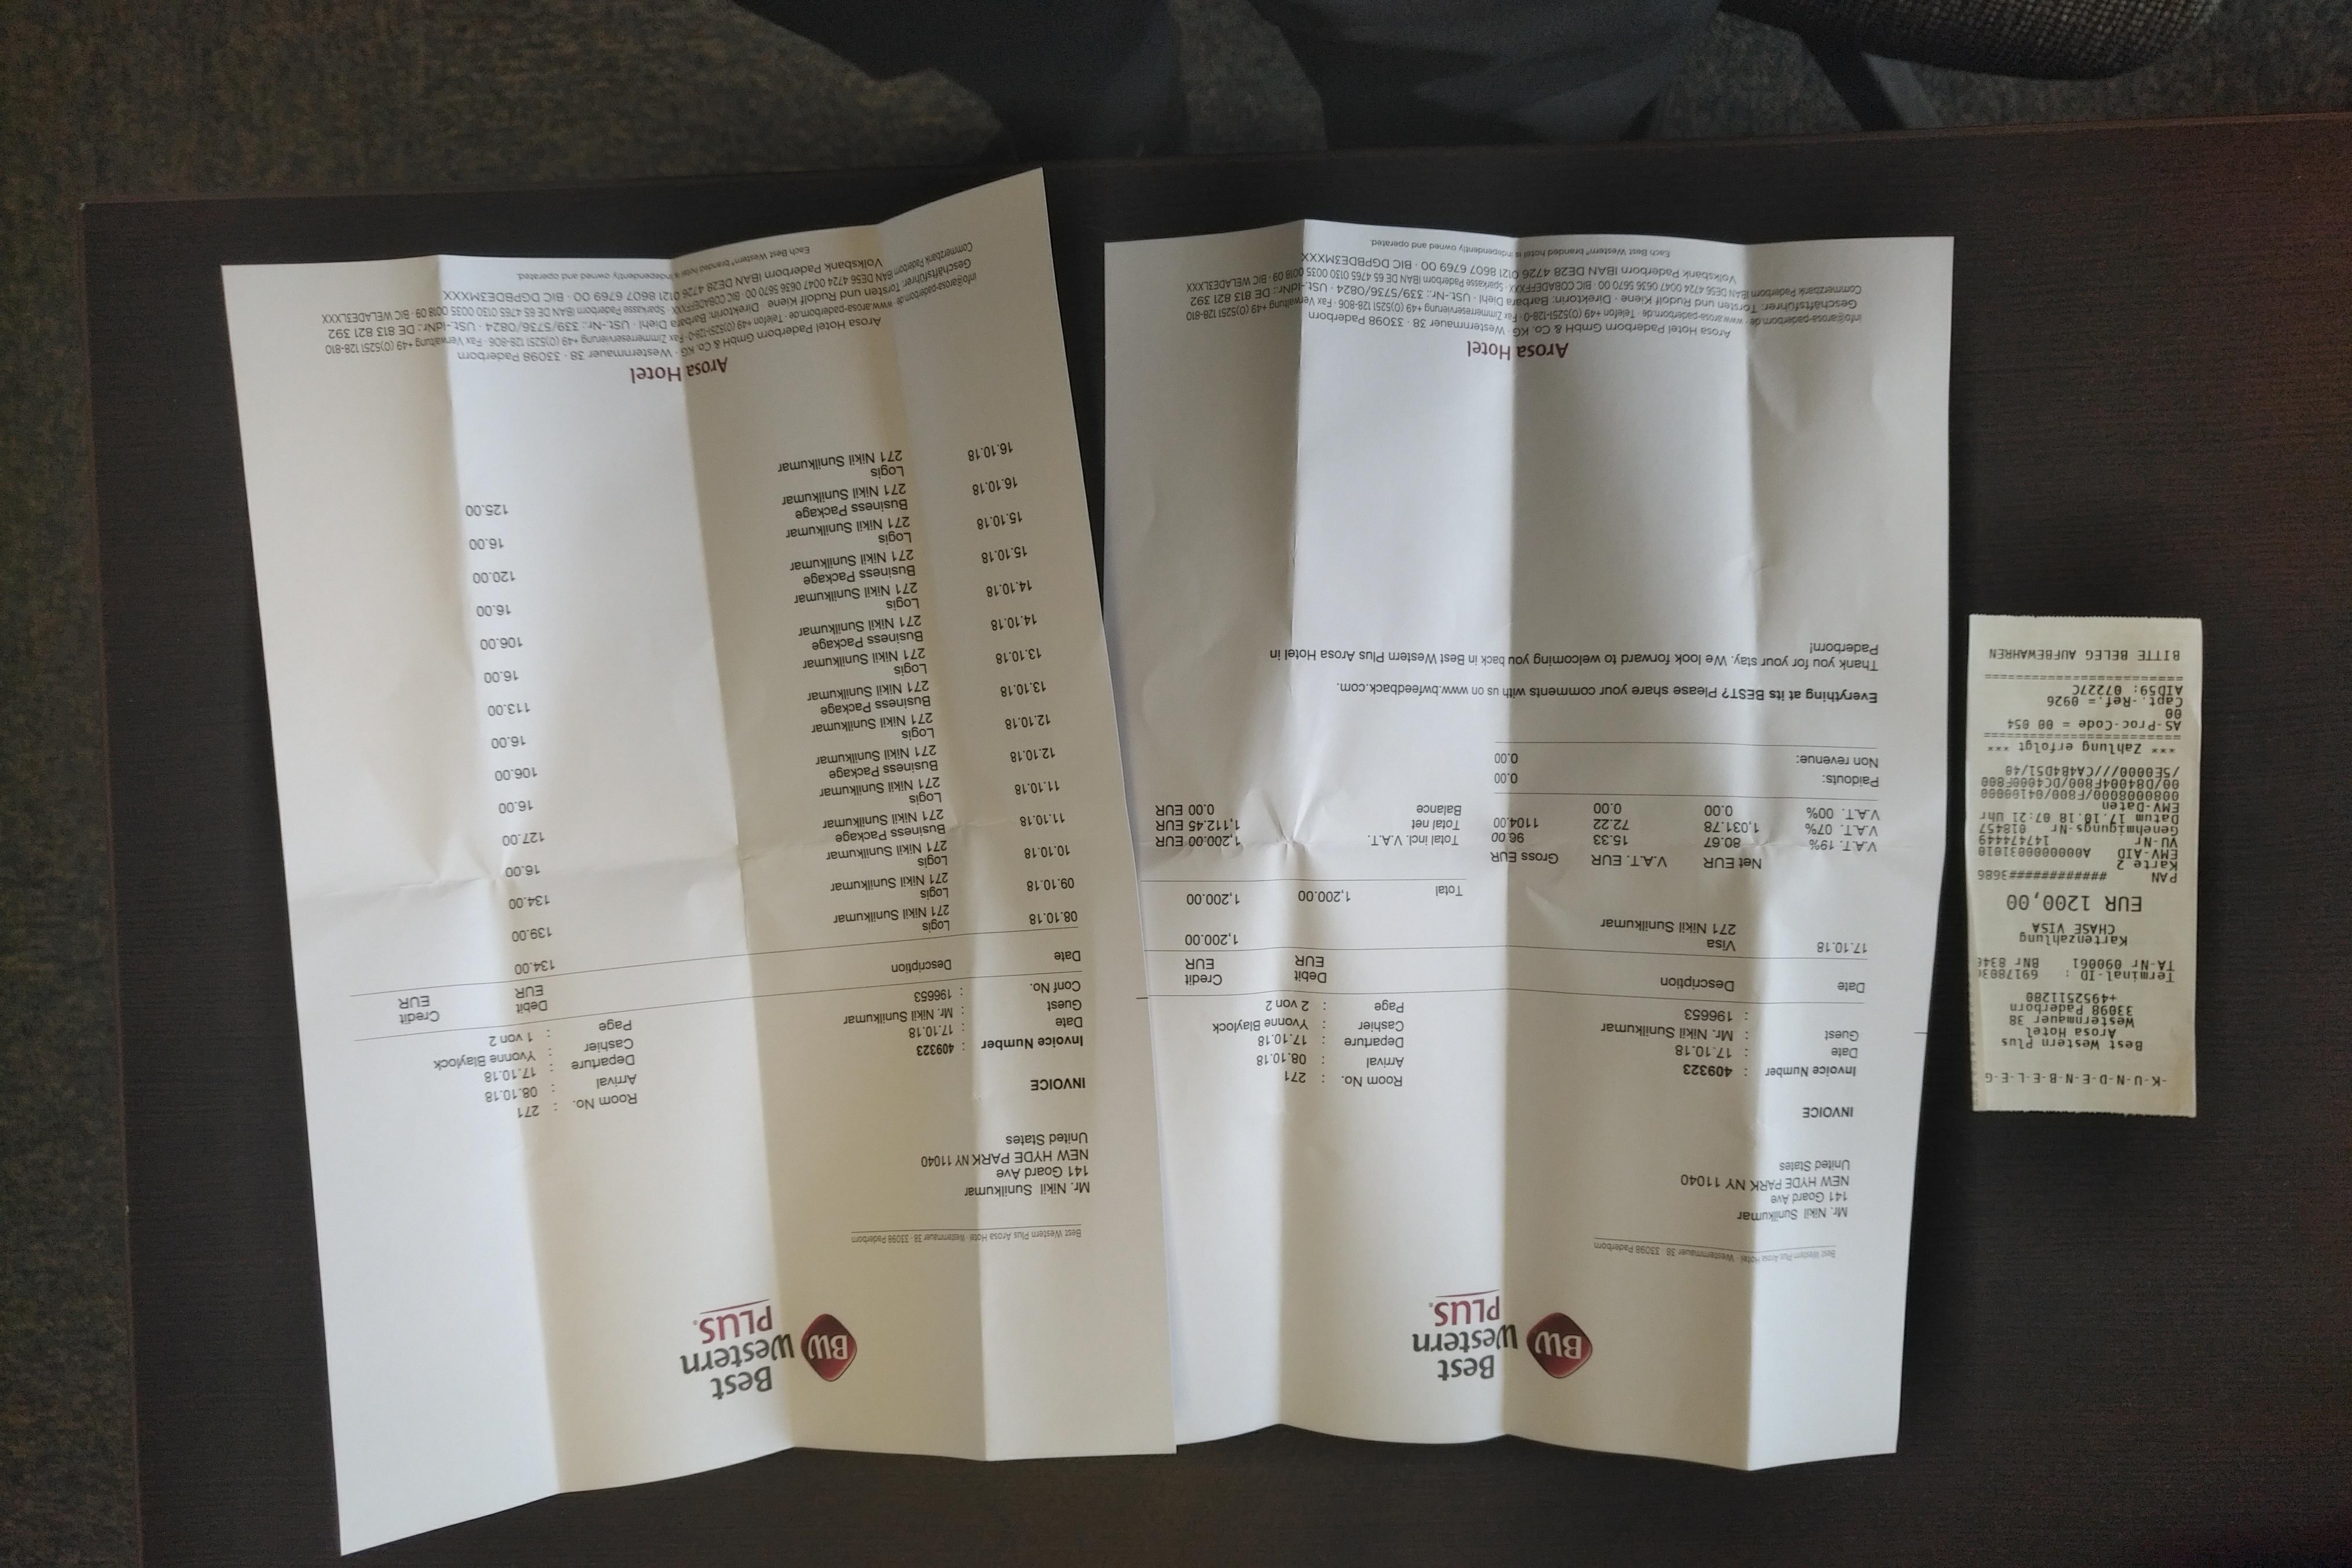 Best
Western
PLUS
BW
Best Western Plus Arosa Hotel · Westernmauer 38 · 33098 Paderborn
Mr. Nikil Sunilkumar
141 Goard Ave
NEW HYDE PARK NY 11040
United States
INVOICE
Room No. : 271
Arrival : 08.10.18
Invoice Number : 409323 Departure : 17.10.18
Date : 17.10.18 Cashier : Yvonne Blaylock
Guest : Mr. Nikil Sunilkumar Page : 1 von 2
Conf No. : 196653
Date Description Debit EUR Credit EUR
08.10.18 Logis 134.00
271 Nikil Sunilkumar
09.10.18 Logis 139.00
271 Nikil Sunilkumar
10.10.18 Logis 134.00
271 Nikil Sunilkumar
11.10.18 Business Package 16.00
271 Nikil Sunilkumar
11.10.18 Logis 127.00
271 Nikil Sunilkumar
12.10.18 Business Package 16.00
271 Nikil Sunilkumar
12.10.18 Logis 106.00
271 Nikil Sunilkumar
13.10.18 Business Package 16.00
271 Nikil Sunilkumar
13.10.18 Logis 113.00
271 Nikil Sunilkumar
14.10.18 Business Package 16.00
271 Nikil Sunilkumar
14.10.18 Logis 106.00
271 Nikil Sunilkumar
15.10.18 Business Package 16.00
271 Nikil Sunilkumar
15.10.18 Logis 120.00
271 Nikil Sunilkumar
16.10.18 Business Package 16.00
271 Nikil Sunilkumar
16.10.18 Logis 125.00
271 Nikil Sunilkumar
Arosa Hotel
Arosa Hotel Paderborn GmbH & Co. KG · Westernmauer 38 · 33098 Paderborn
info@arosa-paderborn.de · www.arosa-paderborn.de · Telefon +49 (0)5251-128-0 · Fax Zimmerreservierung +49 (0)5251 128-806 · Fax Verwaltung +49 (0)5251 128-810
Geschäftsführer: Torsten und Rudolf Kiene · Direktorin: Barbara Diehl · USt.-Nr.: 339/5736/0824 · USt.-IdNr.: DE 813 821 392
Commerzbank Paderborn IBAN DE56 4724 0047 0636 5670 00 · BIC COBADEFFXXX · Sparkasse Paderborn IBAN DE 65 4765 0130 0035 0018 09 · BIC WELADE3LXXX
Volksbank Paderborn IBAN DE28 4726 0121 8607 6769 00 · BIC DGPBDE3MXXX
Each Best Western® branded hotel is independently owned and operated.
Best
Western
PLUS
BW
Best Western Plus Arosa Hotel · Westernmauer 38 · 33098 Paderborn
Mr. Nikil Sunilkumar
141 Goard Ave
NEW HYDE PARK NY 11040
United States
INVOICE
Room No. : 271
Invoice Number : 409323 Arrival : 08.10.18
Date : 17.10.18 Departure : 17.10.18
Guest : Mr. Nikil Sunilkumar Cashier : Yvonne Blaylock
: 196653 Page : 2 von 2
Date Description Debit EUR Credit EUR
17.10.18 Visa 1,200.00
271 Nikil Sunilkumar
Total 1,200.00 1,200.00
Net EUR V.A.T. EUR Gross EUR
V.A.T. 19% 80.67 15.33 96.00 Total incl. V.A.T. 1,200.00 EUR
V.A.T. 07% 1,031.78 72.22 1104.00 Total net 1,112.45 EUR
V.A.T. 00% 0.00 0.00 Balance 0.00 EUR
Paidouts: 0.00
Non revenue: 0.00
Everything at its BEST? Please share your comments with us on www.bwfeedback.com.
Thank you for your stay. We look forward to welcoming you back in Best Western Plus Arosa Hotel in
Paderborn!
Arosa Hotel
Arosa Hotel Paderborn GmbH & Co. KG · Westernmauer 38 · 33098 Paderborn
info@arosa-paderborn.de · www.arosa-paderborn.de · Telefon +49 (0)5251-128-0 · Fax Zimmerreservierung +49 (0)5251 128-806 · Fax Verwaltung +49 (0)5251 128-810
Geschäftsführer: Torsten und Rudolf Kiene · Direktorin: Barbara Diehl · USt.-Nr.: 339/5736/0824 · USt.-IdNr.: DE 813 821 392
Commerzbank Paderborn IBAN DE56 4724 0047 0636 5670 00 · BIC COBADEFFXXX · Sparkasse Paderborn IBAN DE 65 4765 0130 0035 0018 09 · BIC WELADE3LXXX
Volksbank Paderborn IBAN DE28 4726 0121 8607 6769 00 · BIC DGPBDE3MXXX
Each Best Western® branded hotel is independently owned and operated.
-K-U-N-D-E-N-B-E-L-E-G-
Best Western Plus
Arosa Hotel
Westernmauer 38
33098 Paderborn
+4952511280
Terminal-ID :
TA-Nr 090061 BNr
Kartenzahlung
CHASE VISA
EUR 1200,00
PAN ############3686
Karte 2
EMV-AID A0000000031010
VU-Nr 147474449
Genehmigungs-Nr 018457
Datum 17.10.18 07:21 Uhr
EMV-Daten
0080008000/F800/0410000000
00/D84004F800/DC4000F800
/5E0000////CA4B4D51/40
*** Zahlung erfolgt ***
AS-Proc-Code = 00 054
00
Capt.-Ref.= 0926
AID59: 07227C
BITTE BELEG AUFBEWAHREN